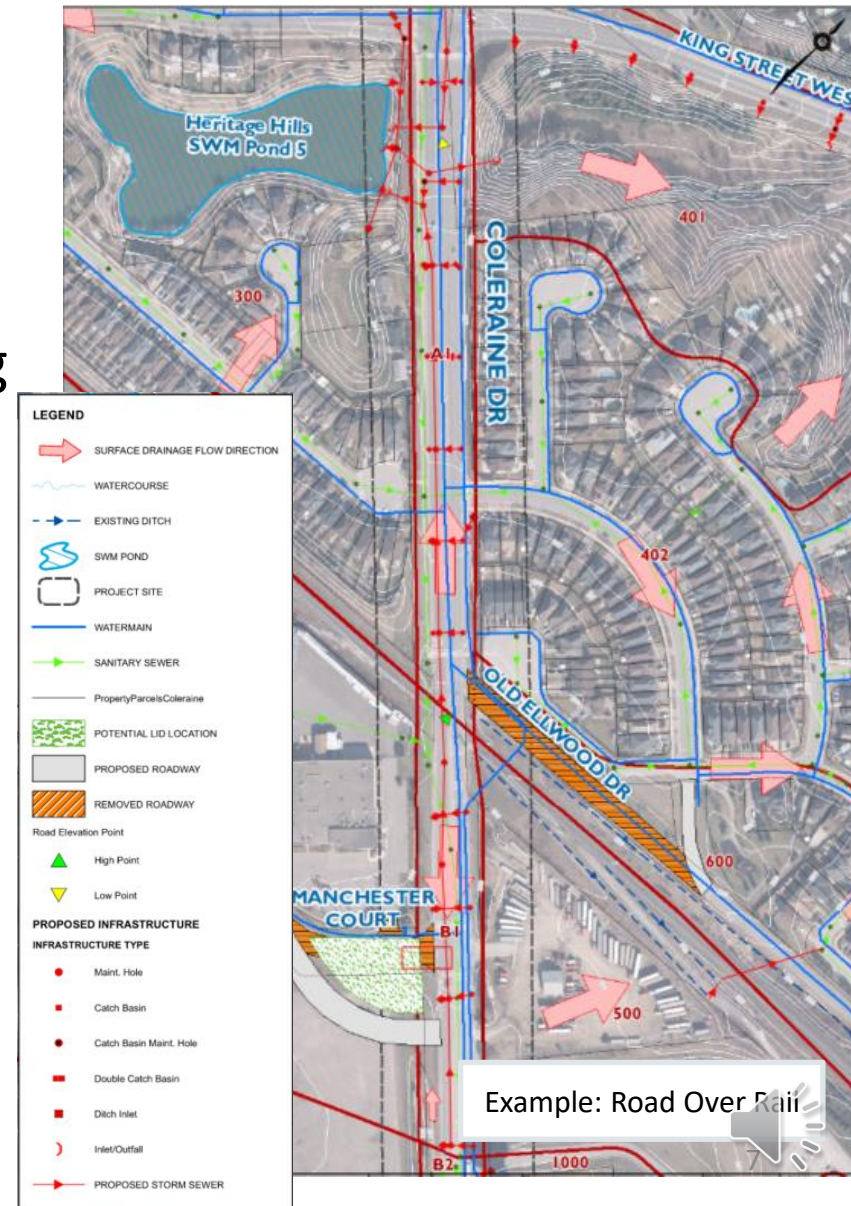 g
Heritage Hills
SWM Pond 5
KING STREET WES
401
300
COLERAINE DR
A1
402
OLD ELLWOOD DR
600
MANCHESTER
COURT
B1
500
B2
1000
LEGEND
SURFACE DRAINAGE FLOW DIRECTION
WATERCOURSE
EXISTING DITCH
SWM POND
PROJECT SITE
WATERMAIN
SANITARY SEWER
PropertyParcelsColeraine
POTENTIAL LID LOCATION
PROPOSED ROADWAY
REMOVED ROADWAY
Road Elevation Point
High Point
Low Point
PROPOSED INFRASTRUCTURE
INFRASTRUCTURE TYPE
Maint. Hole
Catch Basin
Catch Basin Maint. Hole
Double Catch Basin
Ditch Inlet
Inlet/Outfall
PROPOSED STORM SEWER
Example: Road Over Rail
7